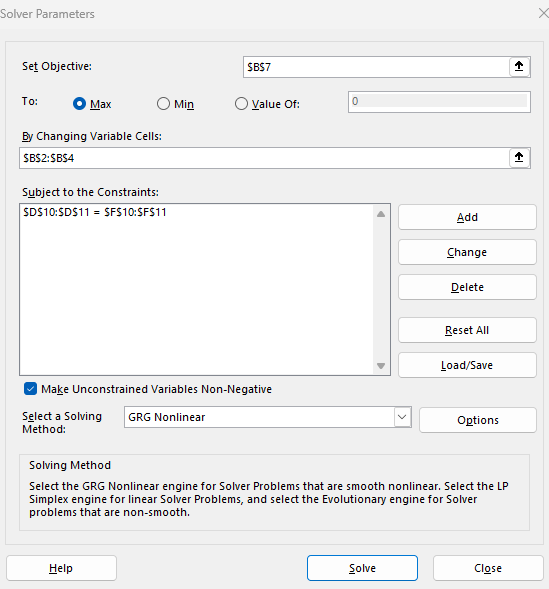 Solver Parameters
Set Objective:
$B$7
To:
Max
Min
Value Of:
0
By Changing Variable Cells:
$B$2:$B$4
Subject to the Constraints:
$D$10:$D$11 = $F$10:$F$11
Add
Change
Delete
Reset All
Load/Save
Make Unconstrained Variables Non-Negative
Select a Solving
Method:
GRG Nonlinear
Options
Solving Method
Select the GRG Nonlinear engine for Solver Problems that are smooth nonlinear. Select the LP
Simplex engine for linear Solver Problems, and select the Evolutionary engine for Solver
problems that are non-smooth.
Help
Solve
Close